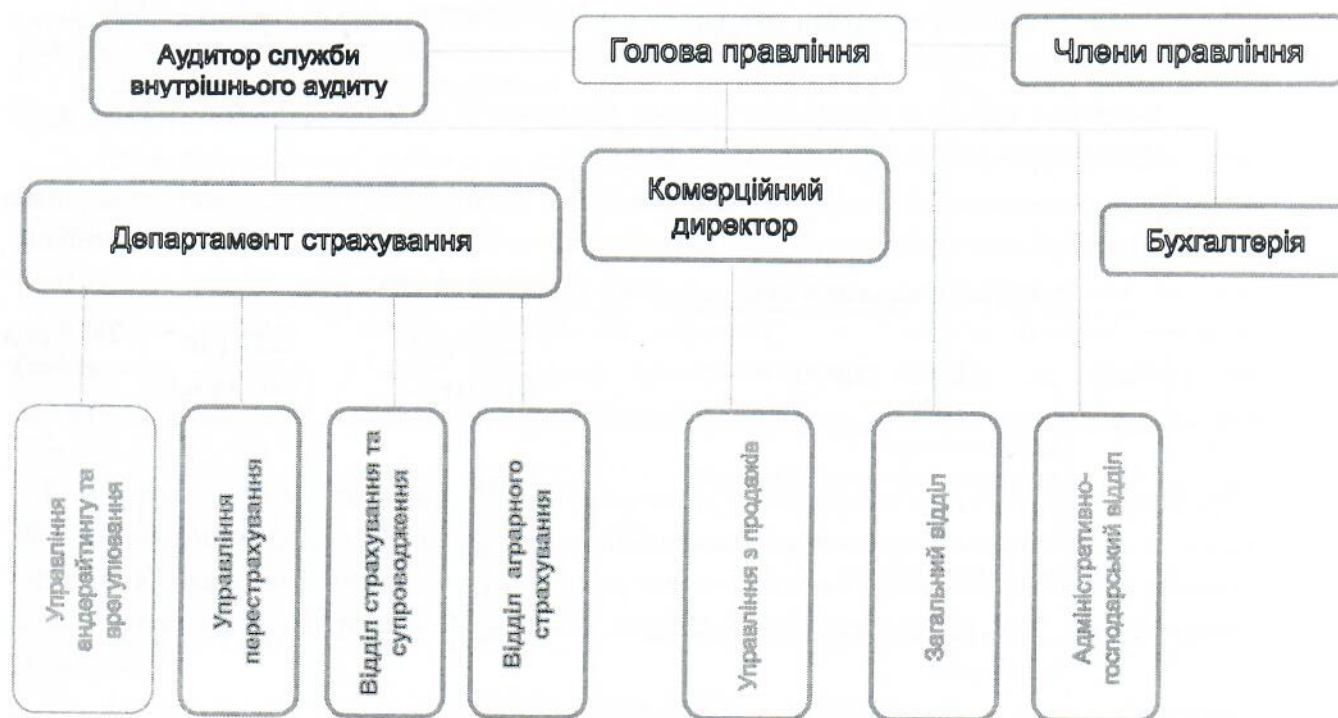 Аудитор служби
внутрішнього аудиту
Голова правління
Члени правління
Департамент страхування
Комерційний
директор
Бухгалтерія
Управління
андерайтингу та
врегулювання
Управління
перестрахування
Відділ страхування та
супроводження
Відділ аграрного
страхування
Управління з продажів
Загальний відділ
Адміністративно-
господарський відділ